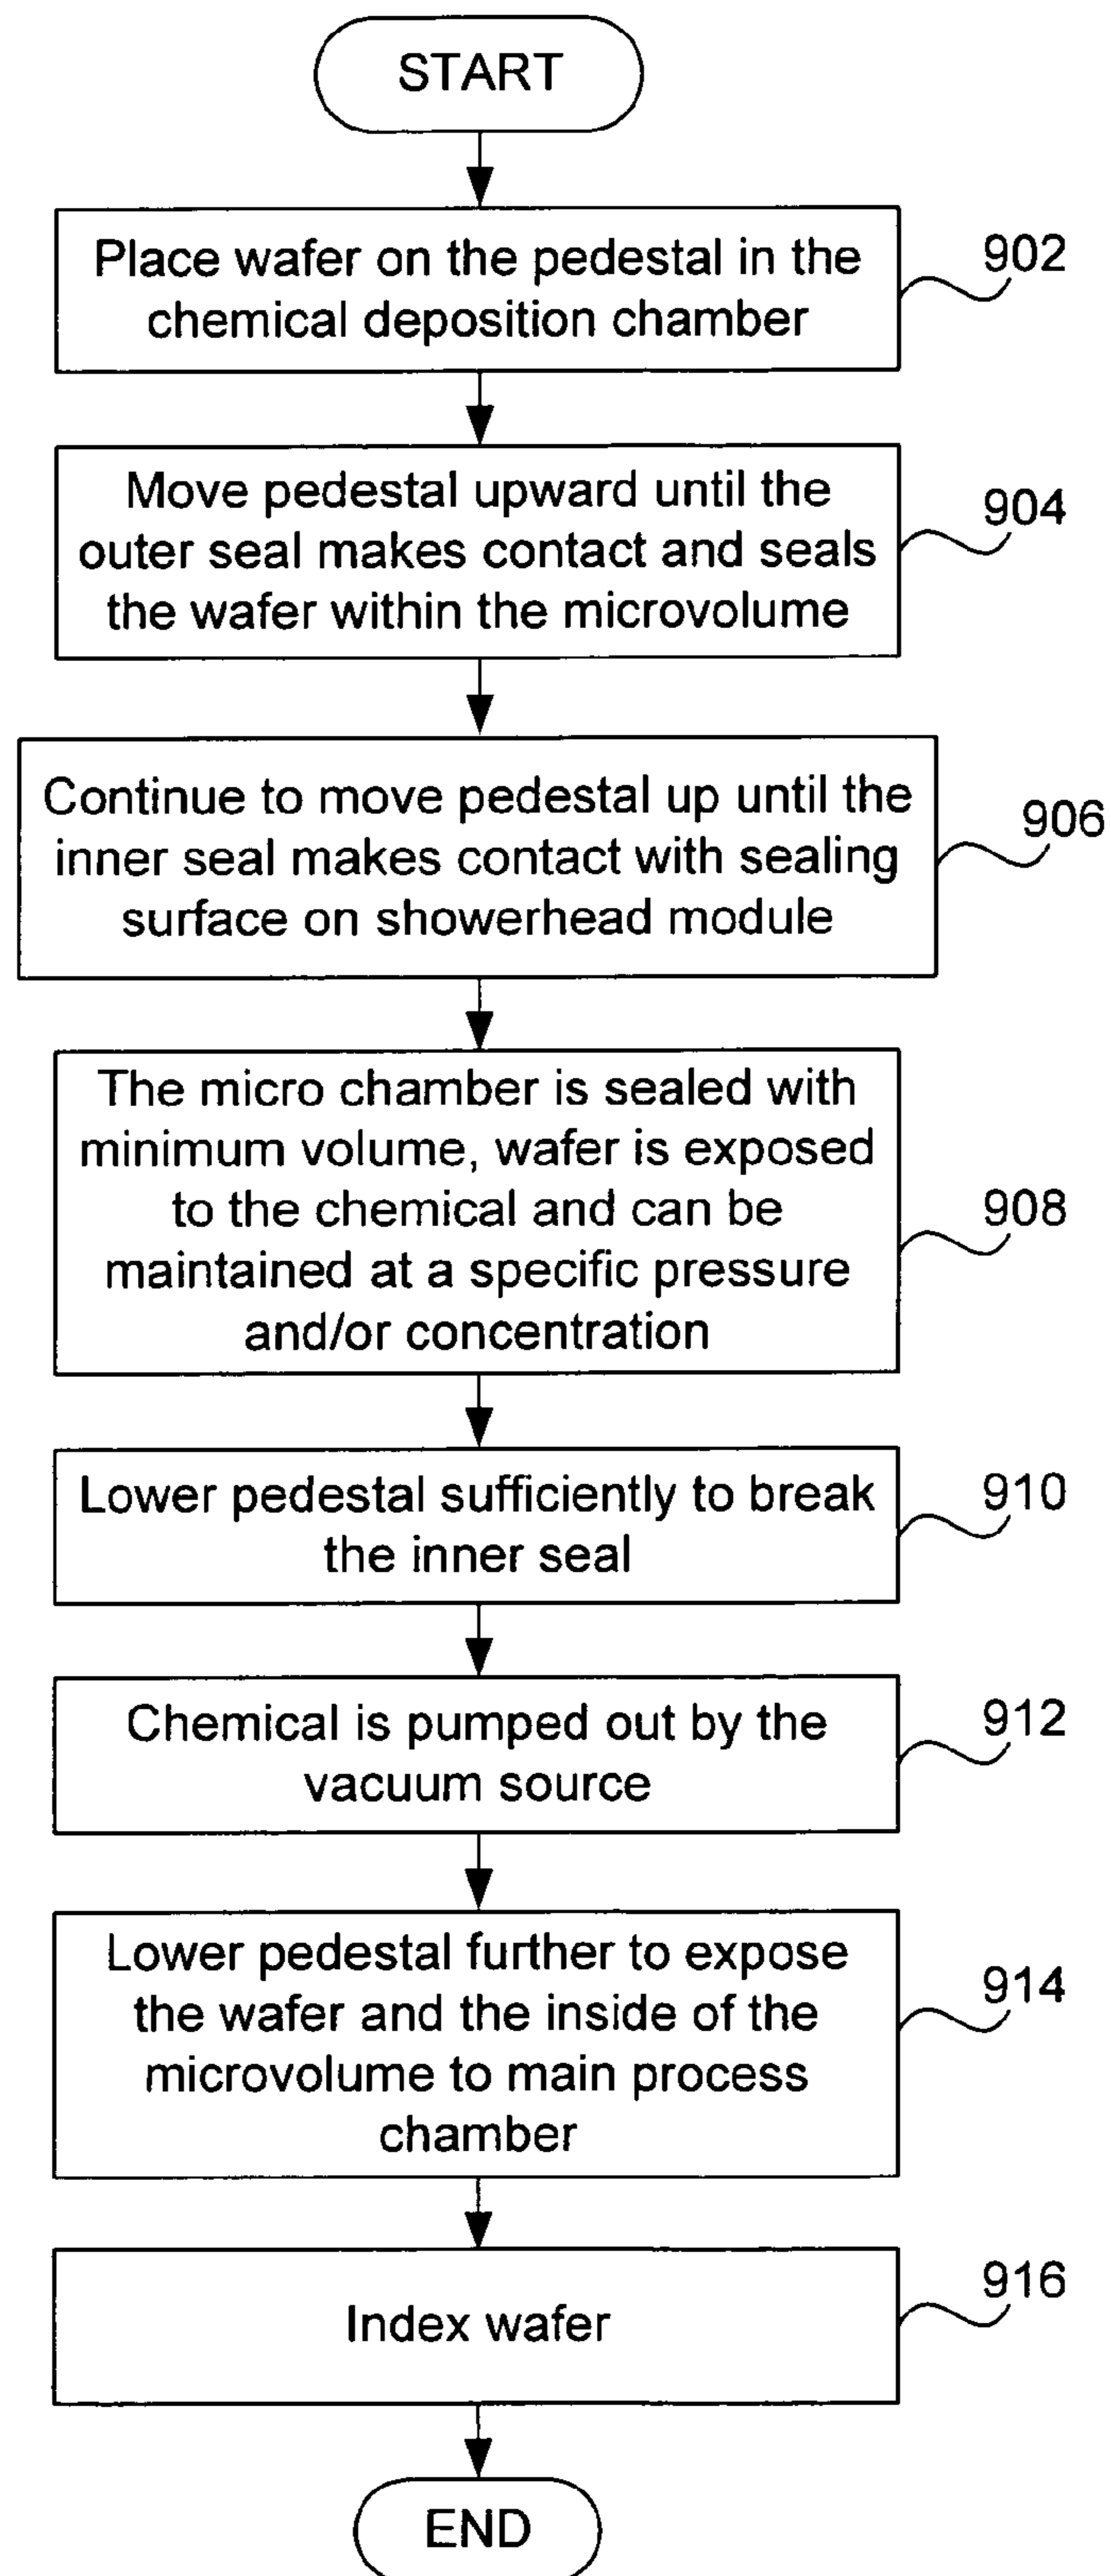 START
Place wafer on the pedestal in the
chemical deposition chamber
902
Move pedestal upward until the
outer seal makes contact and seals
the wafer within the microvolume
904
Continue to move pedestal up until the
inner seal makes contact with sealing
surface on showerhead module
906
The micro chamber is sealed with
minimum volume, wafer is exposed
to the chemical and can be
maintained at a specific pressure
and/or concentration
908
Lower pedestal sufficiently to break
the inner seal
910
Chemical is pumped out by the
vacuum source
912
Lower pedestal further to expose
the wafer and the inside of the
microvolume to main process
chamber
914
Index wafer
916
END